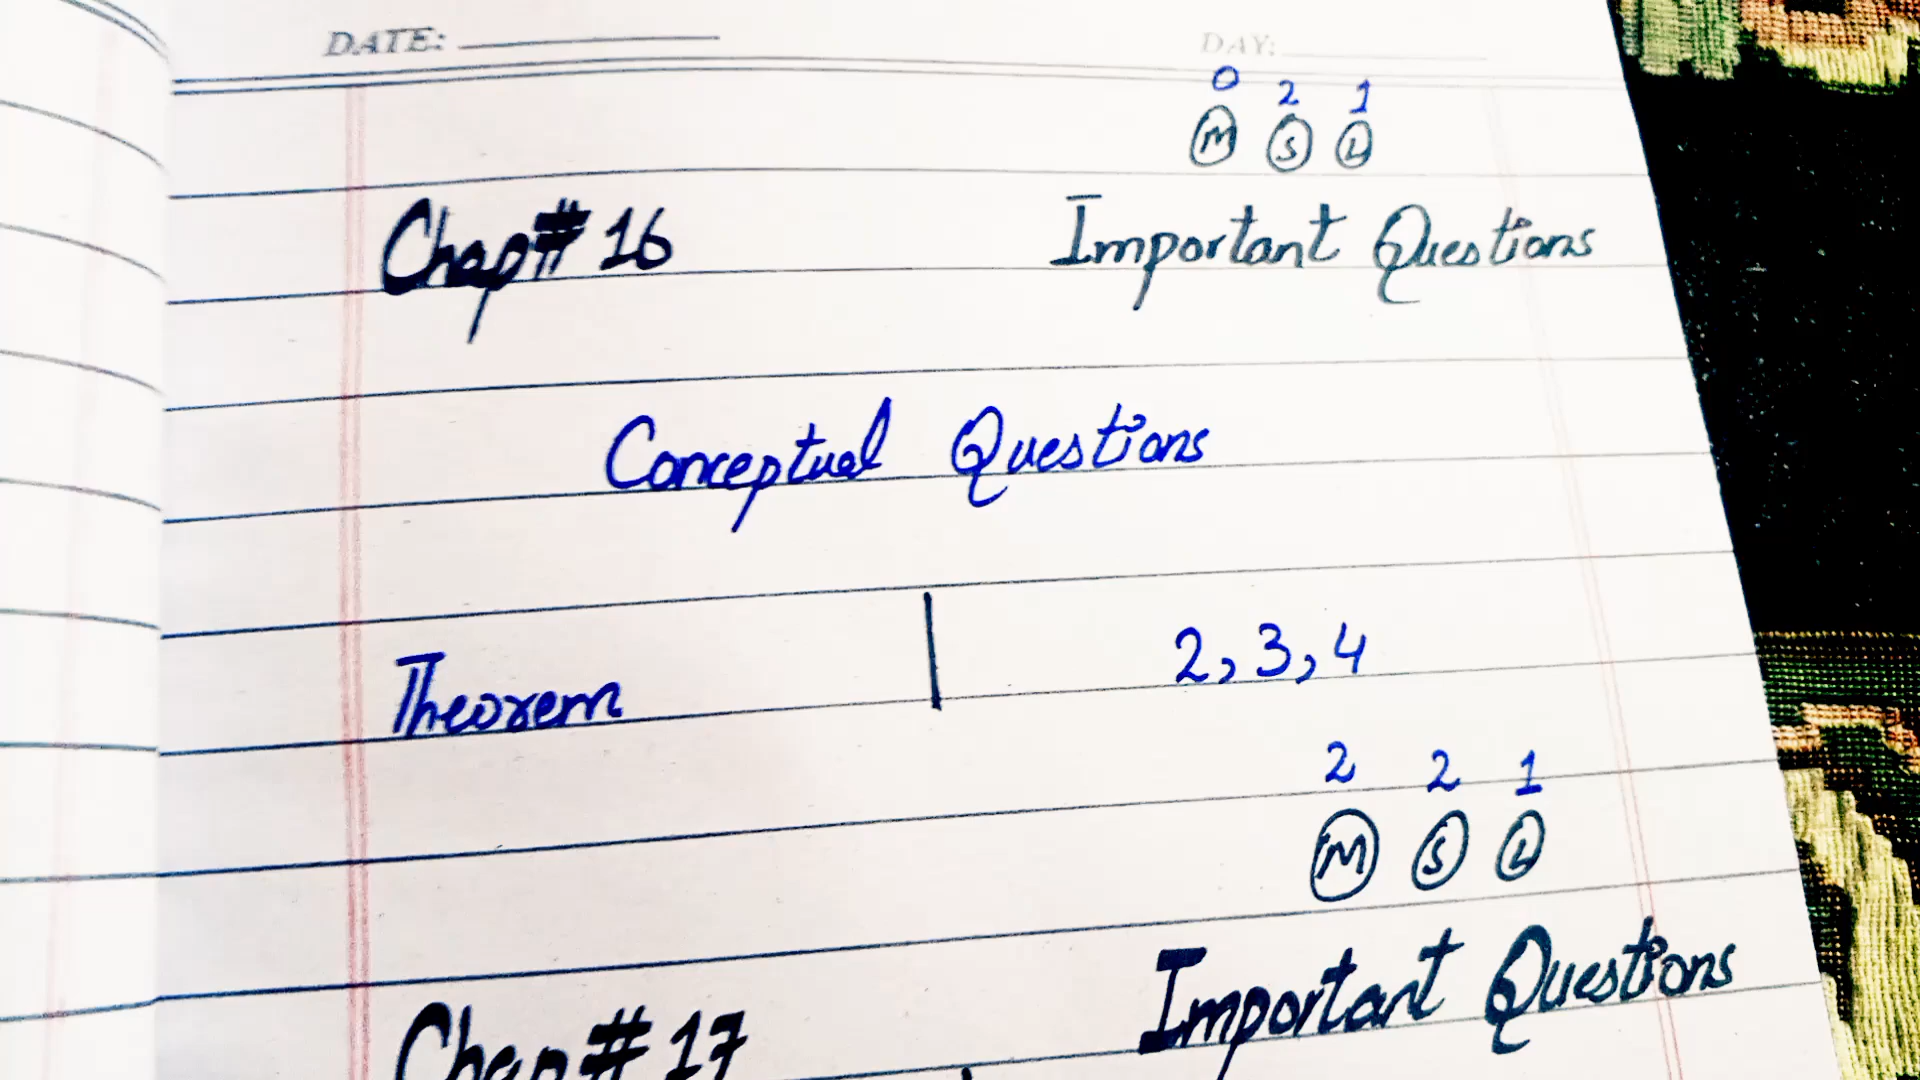 DATE: DAY:
0 2 1
M S L
Chap# 16 Important Questions
Conceptual Questions
Theorem | 2, 3, 4
2 2 1
M S L
Chap# 17 Important Questions